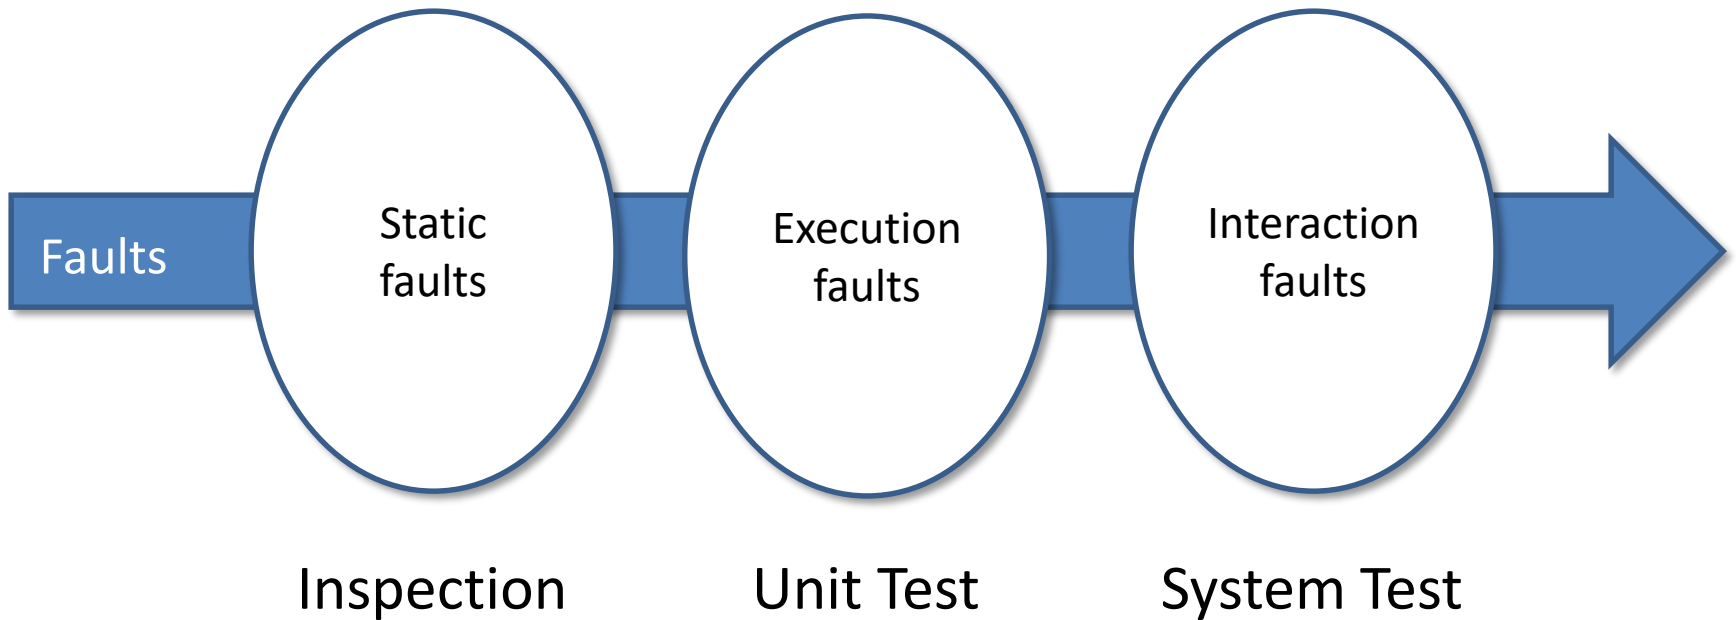 Faults
Static
faults
Execution
faults
Interaction
faults
Inspection
Unit Test
System Test